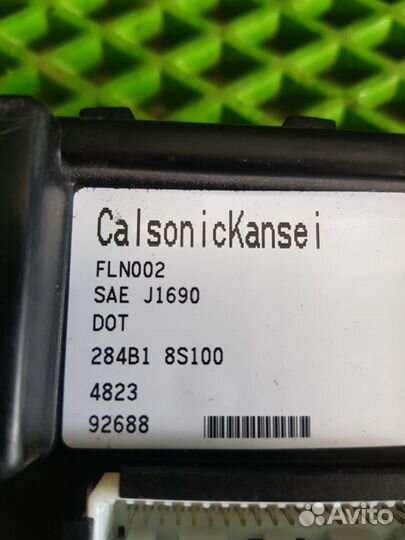 CalsonicKansei
FLN002
SAE J1690
DOT
284B1 8S100
4823
92688
Avito